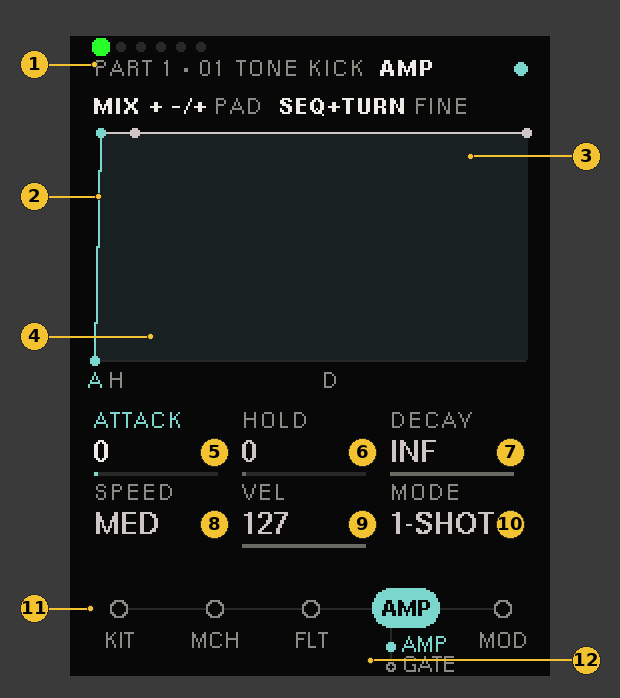 1 PART 1 · 01 TONE KICK AMP
MIX + -/+ PAD SEQ+TURN FINE
3
2
4
A H D
ATTACK HOLD DECAY
0 5 0 6 INF 7
SPEED VEL MODE
MED 8 127 9 1-SHOT 10
11 AMP
KIT MCH FLT MOD
AMP
GATE 12